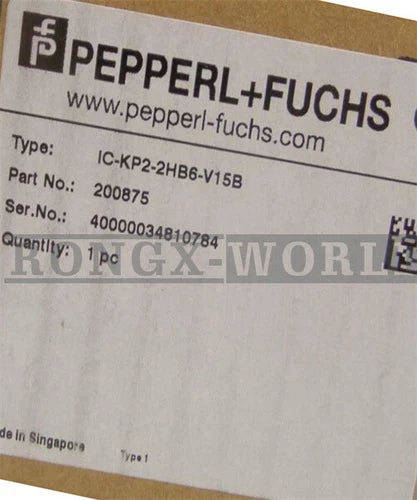 PEPPERL+FUCHS
www.pepperl-fuchs.com
Type: IC-KP2-2HB6-V15B
Part No.: 200875
Ser.No.: 40000034810784
Quantity: 1 pc
RONGX-WORL
de in Singapore
Type 1